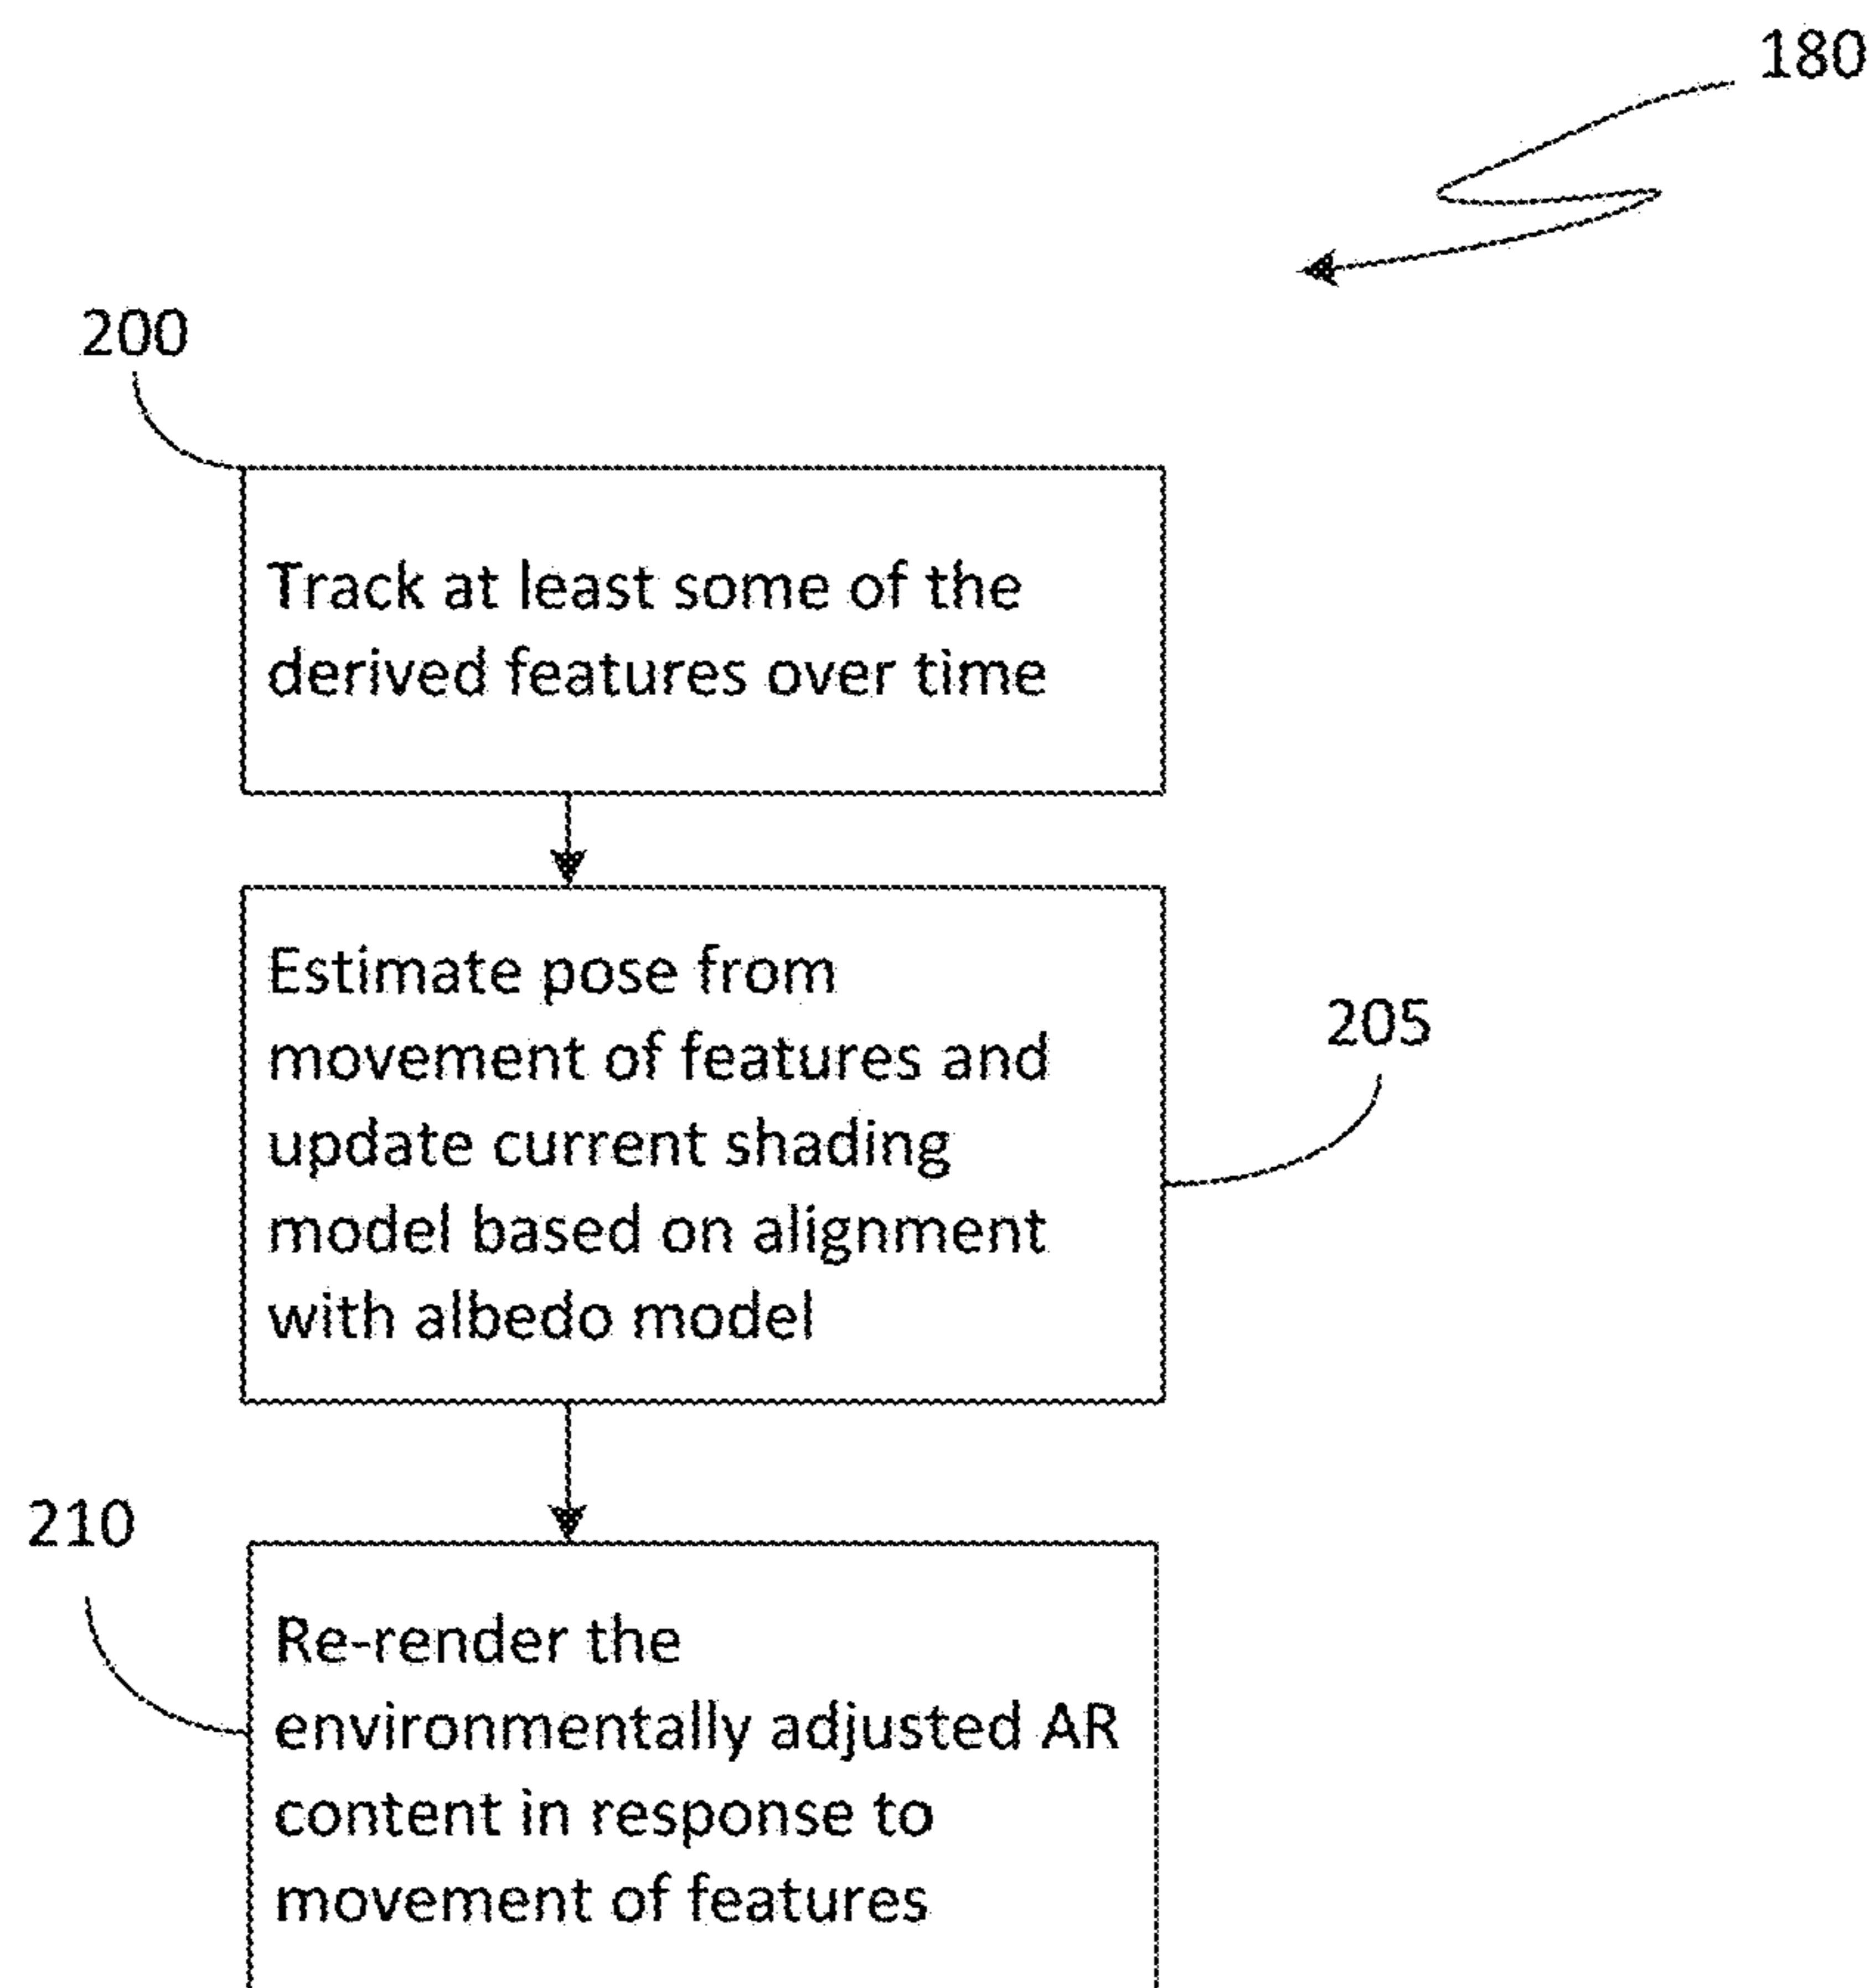 180
200
Track at least some of the
derived features over time
Estimate pose from
movement of features and
update current shading
model based on alignment
with albedo model
205
210
Re-render the
environmentally adjusted AR
content in response to
movement of features